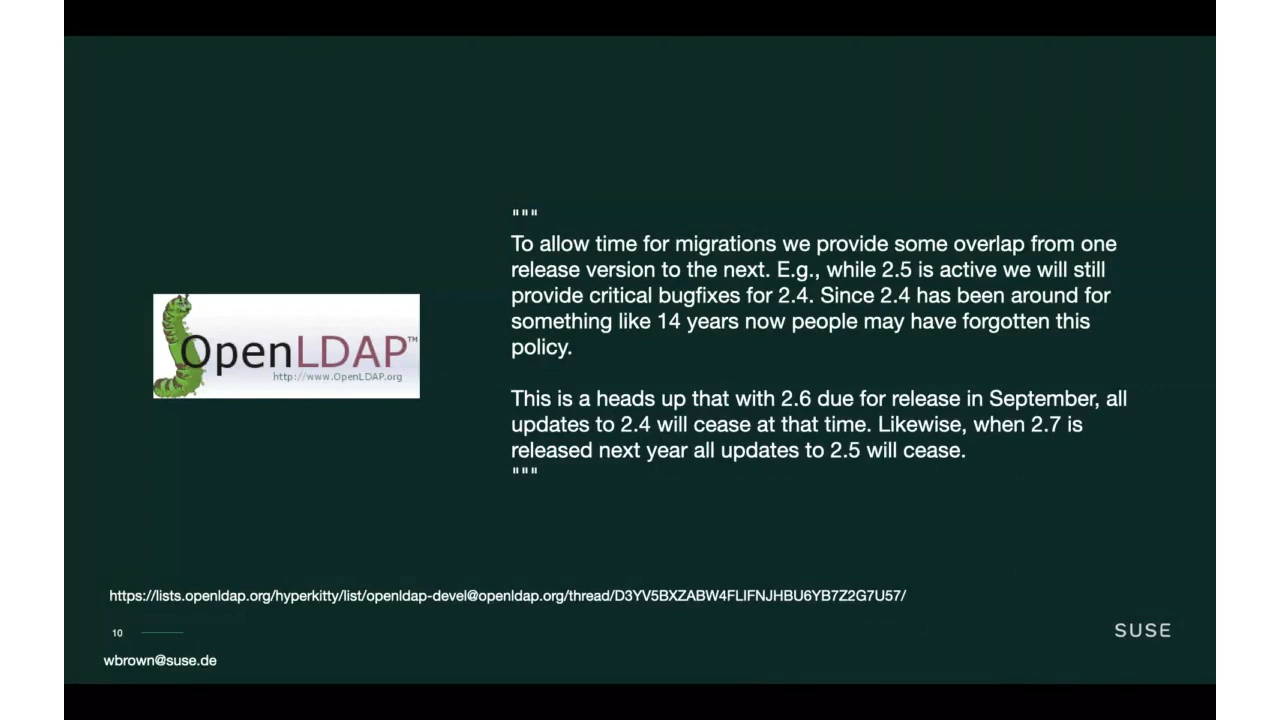 """
To allow time for migrations we provide some overlap from one
release version to the next. E.g., while 2.5 is active we will still
provide critical bugfixes for 2.4. Since 2.4 has been around for
something like 14 years now people may have forgotten this
policy.
This is a heads up that with 2.6 due for release in September, all
updates to 2.4 will cease at that time. Likewise, when 2.7 is
released next year all updates to 2.5 will cease.
"""
OpenLDAP™
http://www.OpenLDAP.org
https://lists.openldap.org/hyperkitty/list/openldap-devel@openldap.org/thread/D3YV5BXZABW4FLIFNJHBU6YB7Z2G7U57/
10
SUSE
wbrown@suse.de